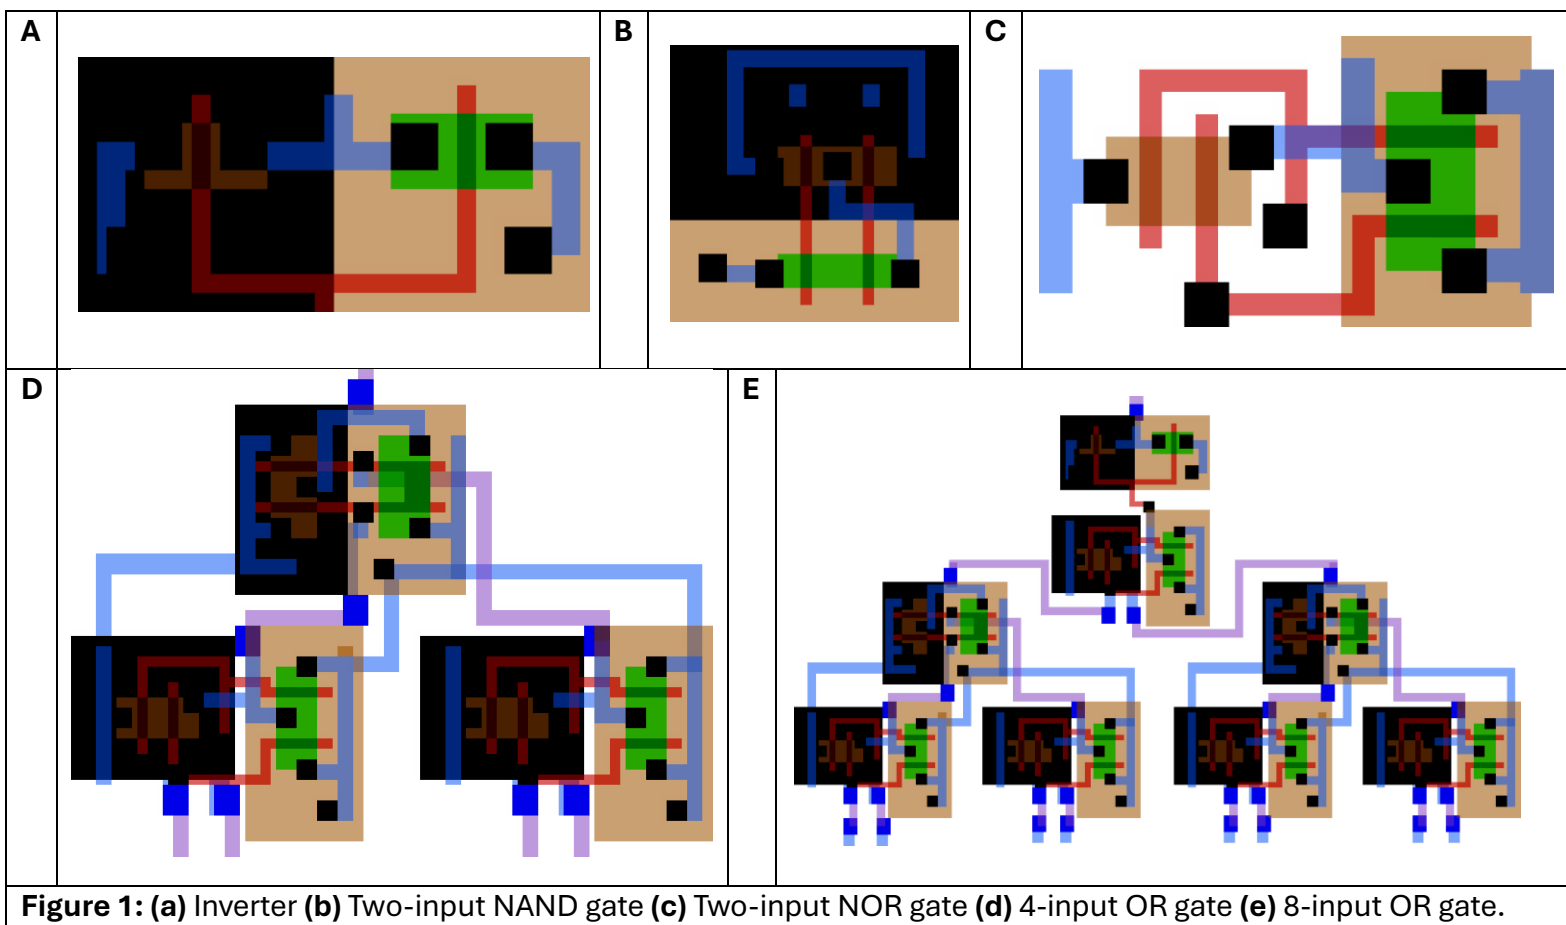 A
B
C
D
E
Figure 1: (a) Inverter (b) Two-input NAND gate (c) Two-input NOR gate (d) 4-input OR gate (e) 8-input OR gate.